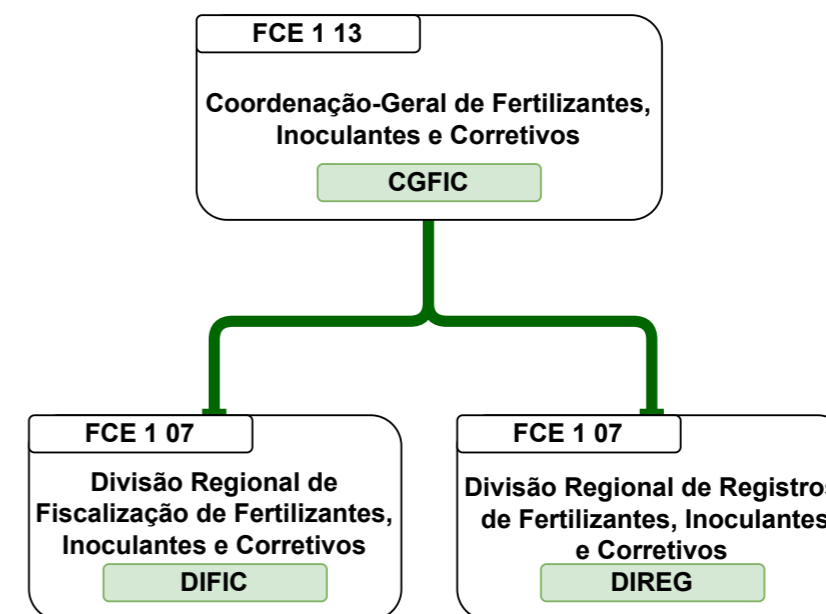 FCE 1 13
Coordenação-Geral de Fertilizantes,
Inoculantes e Corretivos
CGFIC
FCE 1 07
Divisão Regional de
Fiscalização de Fertilizantes,
Inoculantes e Corretivos
DIFIC
FCE 1 07
Divisão Regional de Registros
de Fertilizantes, Inoculantes
e Corretivos
DIREG